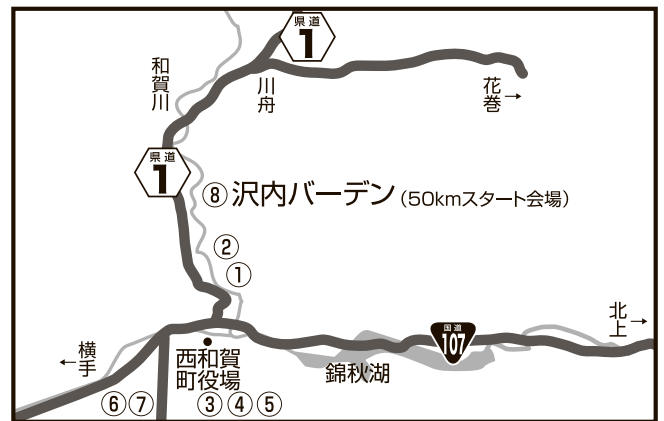 県道
1
和賀川
川舟
花巻→
県道
1
⑧沢内バーデン（50kmスタート会場）
②
①
北上→
国道
107
←横手
西和賀
町役場
錦秋湖
⑥⑦
③④⑤